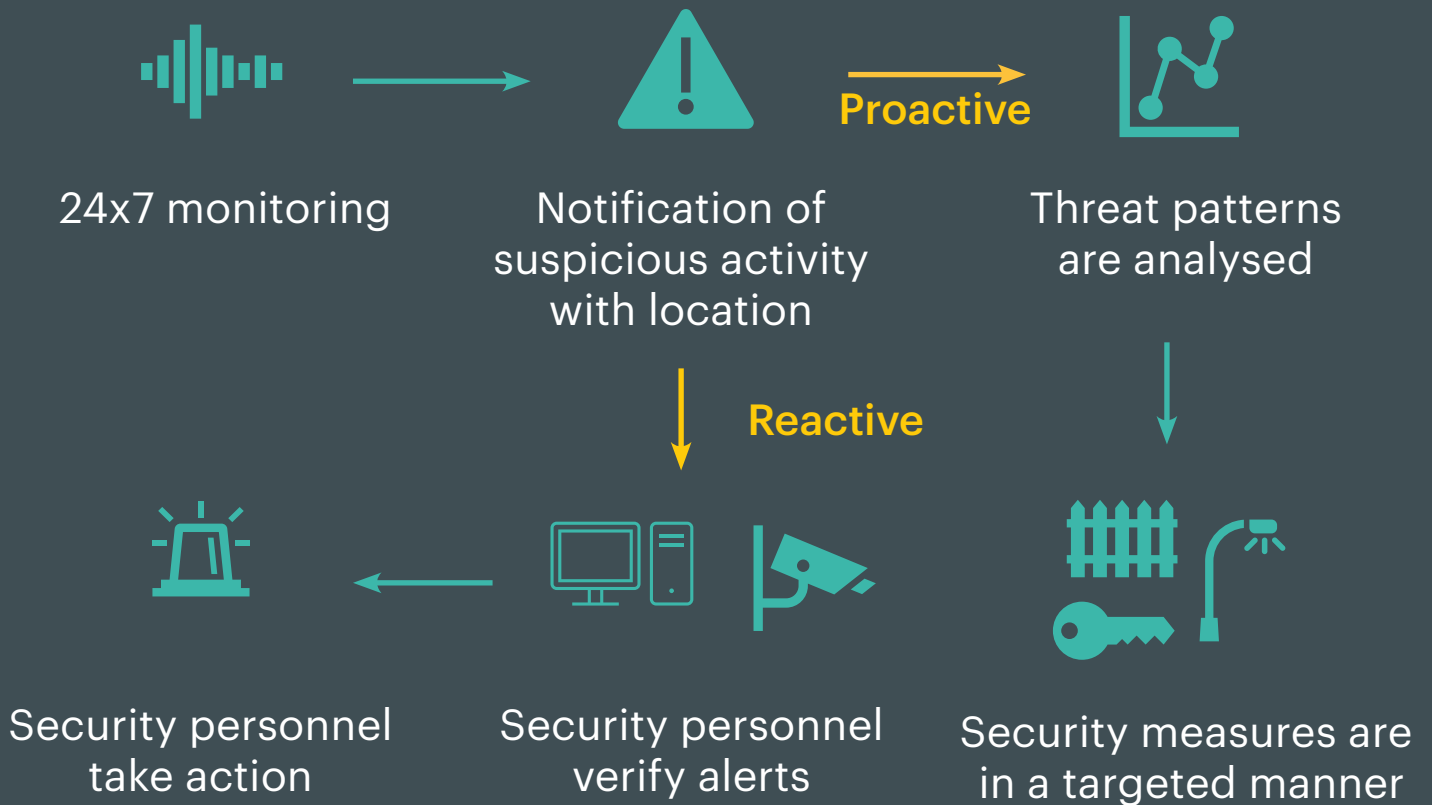 Proactive
24x7 monitoring
Notification of
suspicious activity
with location
Threat patterns
are analysed
Reactive
Security personnel
take action
Security personnel
verify alerts
Security measures are
in a targeted manner